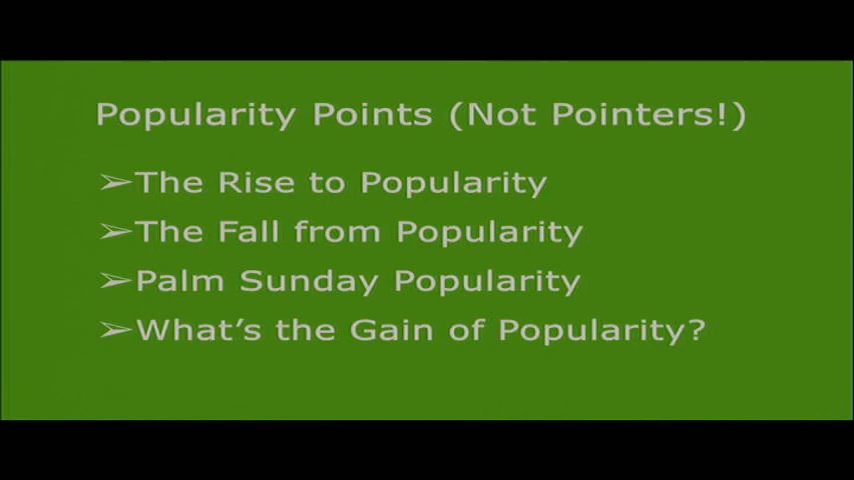 Popularity Points (Not Pointers!)
➢The Rise to Popularity
➢The Fall from Popularity
➢Palm Sunday Popularity
➢What’s the Gain of Popularity?